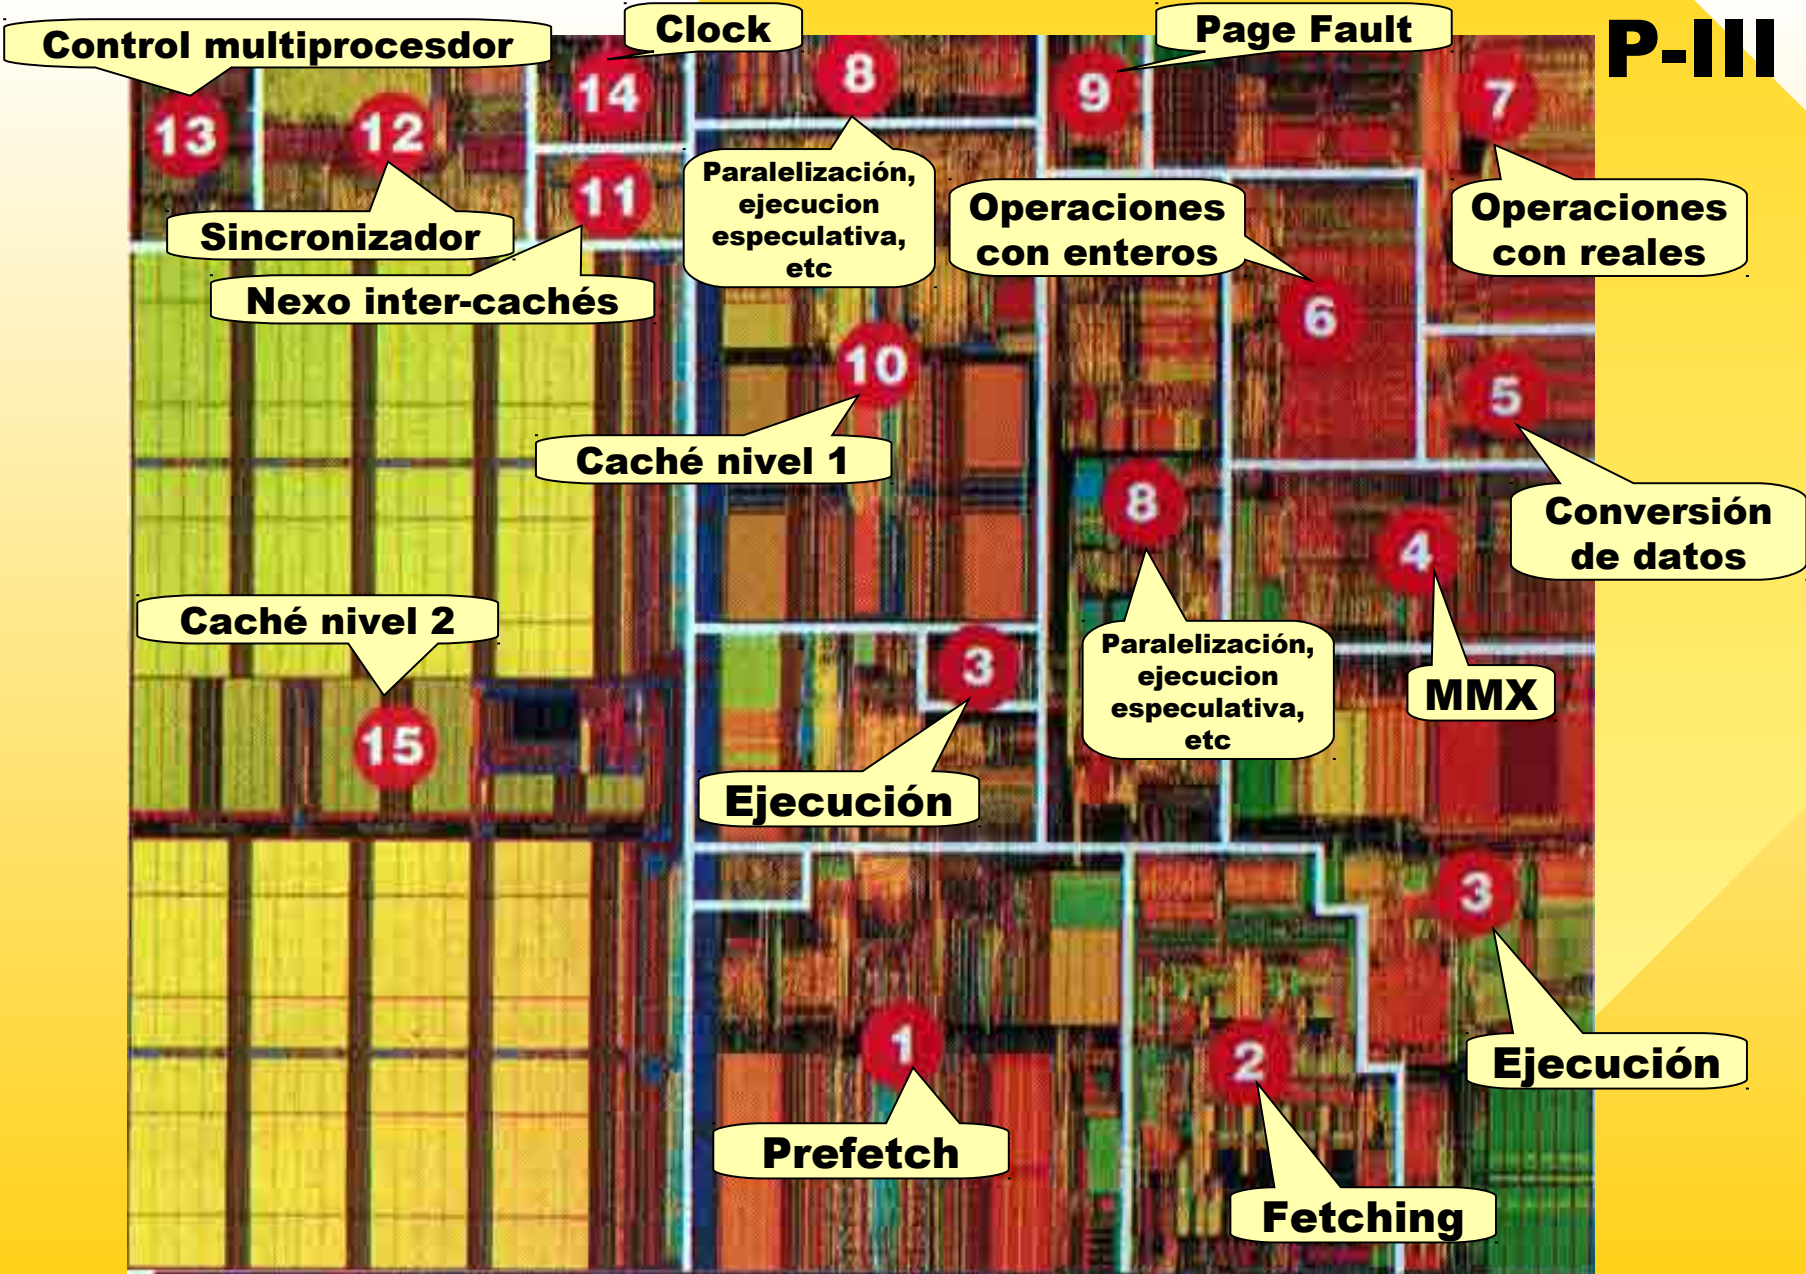 Control multiprocesdor
Clock
Page Fault
P-III
13
12
14
8
9
7
11
Paralelización,
ejecucion
especulativa,
etc
Operaciones
con enteros
Operaciones
con reales
Sincronizador
Nexo inter-cachés
6
10
5
Caché nivel 1
8
4
Conversión
de datos
Caché nivel 2
3
Paralelización,
ejecucion
especulativa,
etc
MMX
15
Ejecución
3
1
2
Ejecución
Prefetch
Fetching